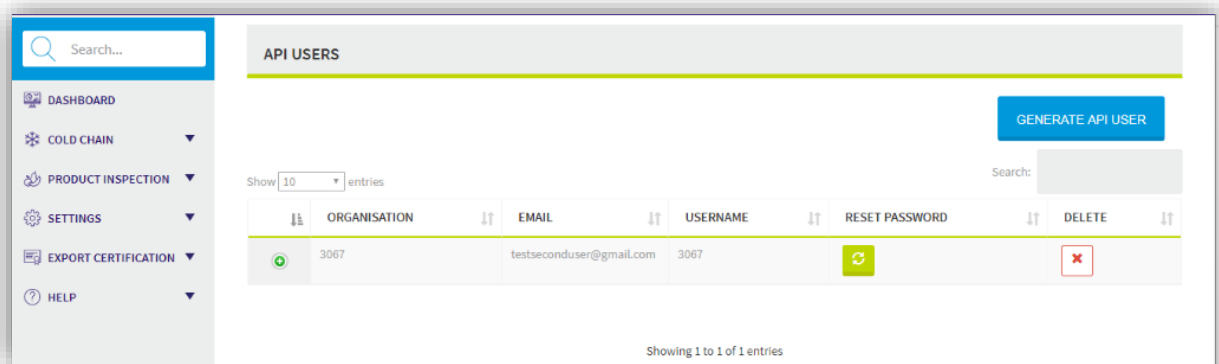 Search...
DASHBOARD
COLD CHAIN
PRODUCT INSPECTION
SETTINGS
EXPORT CERTIFICATION
HELP
API USERS
GENERATE API USER
Show 10 entries
Search:
ORGANISATION EMAIL USERNAME RESET PASSWORD DELETE
3067 testseconduser@gmail.com 3067
Showing 1 to 1 of 1 entries